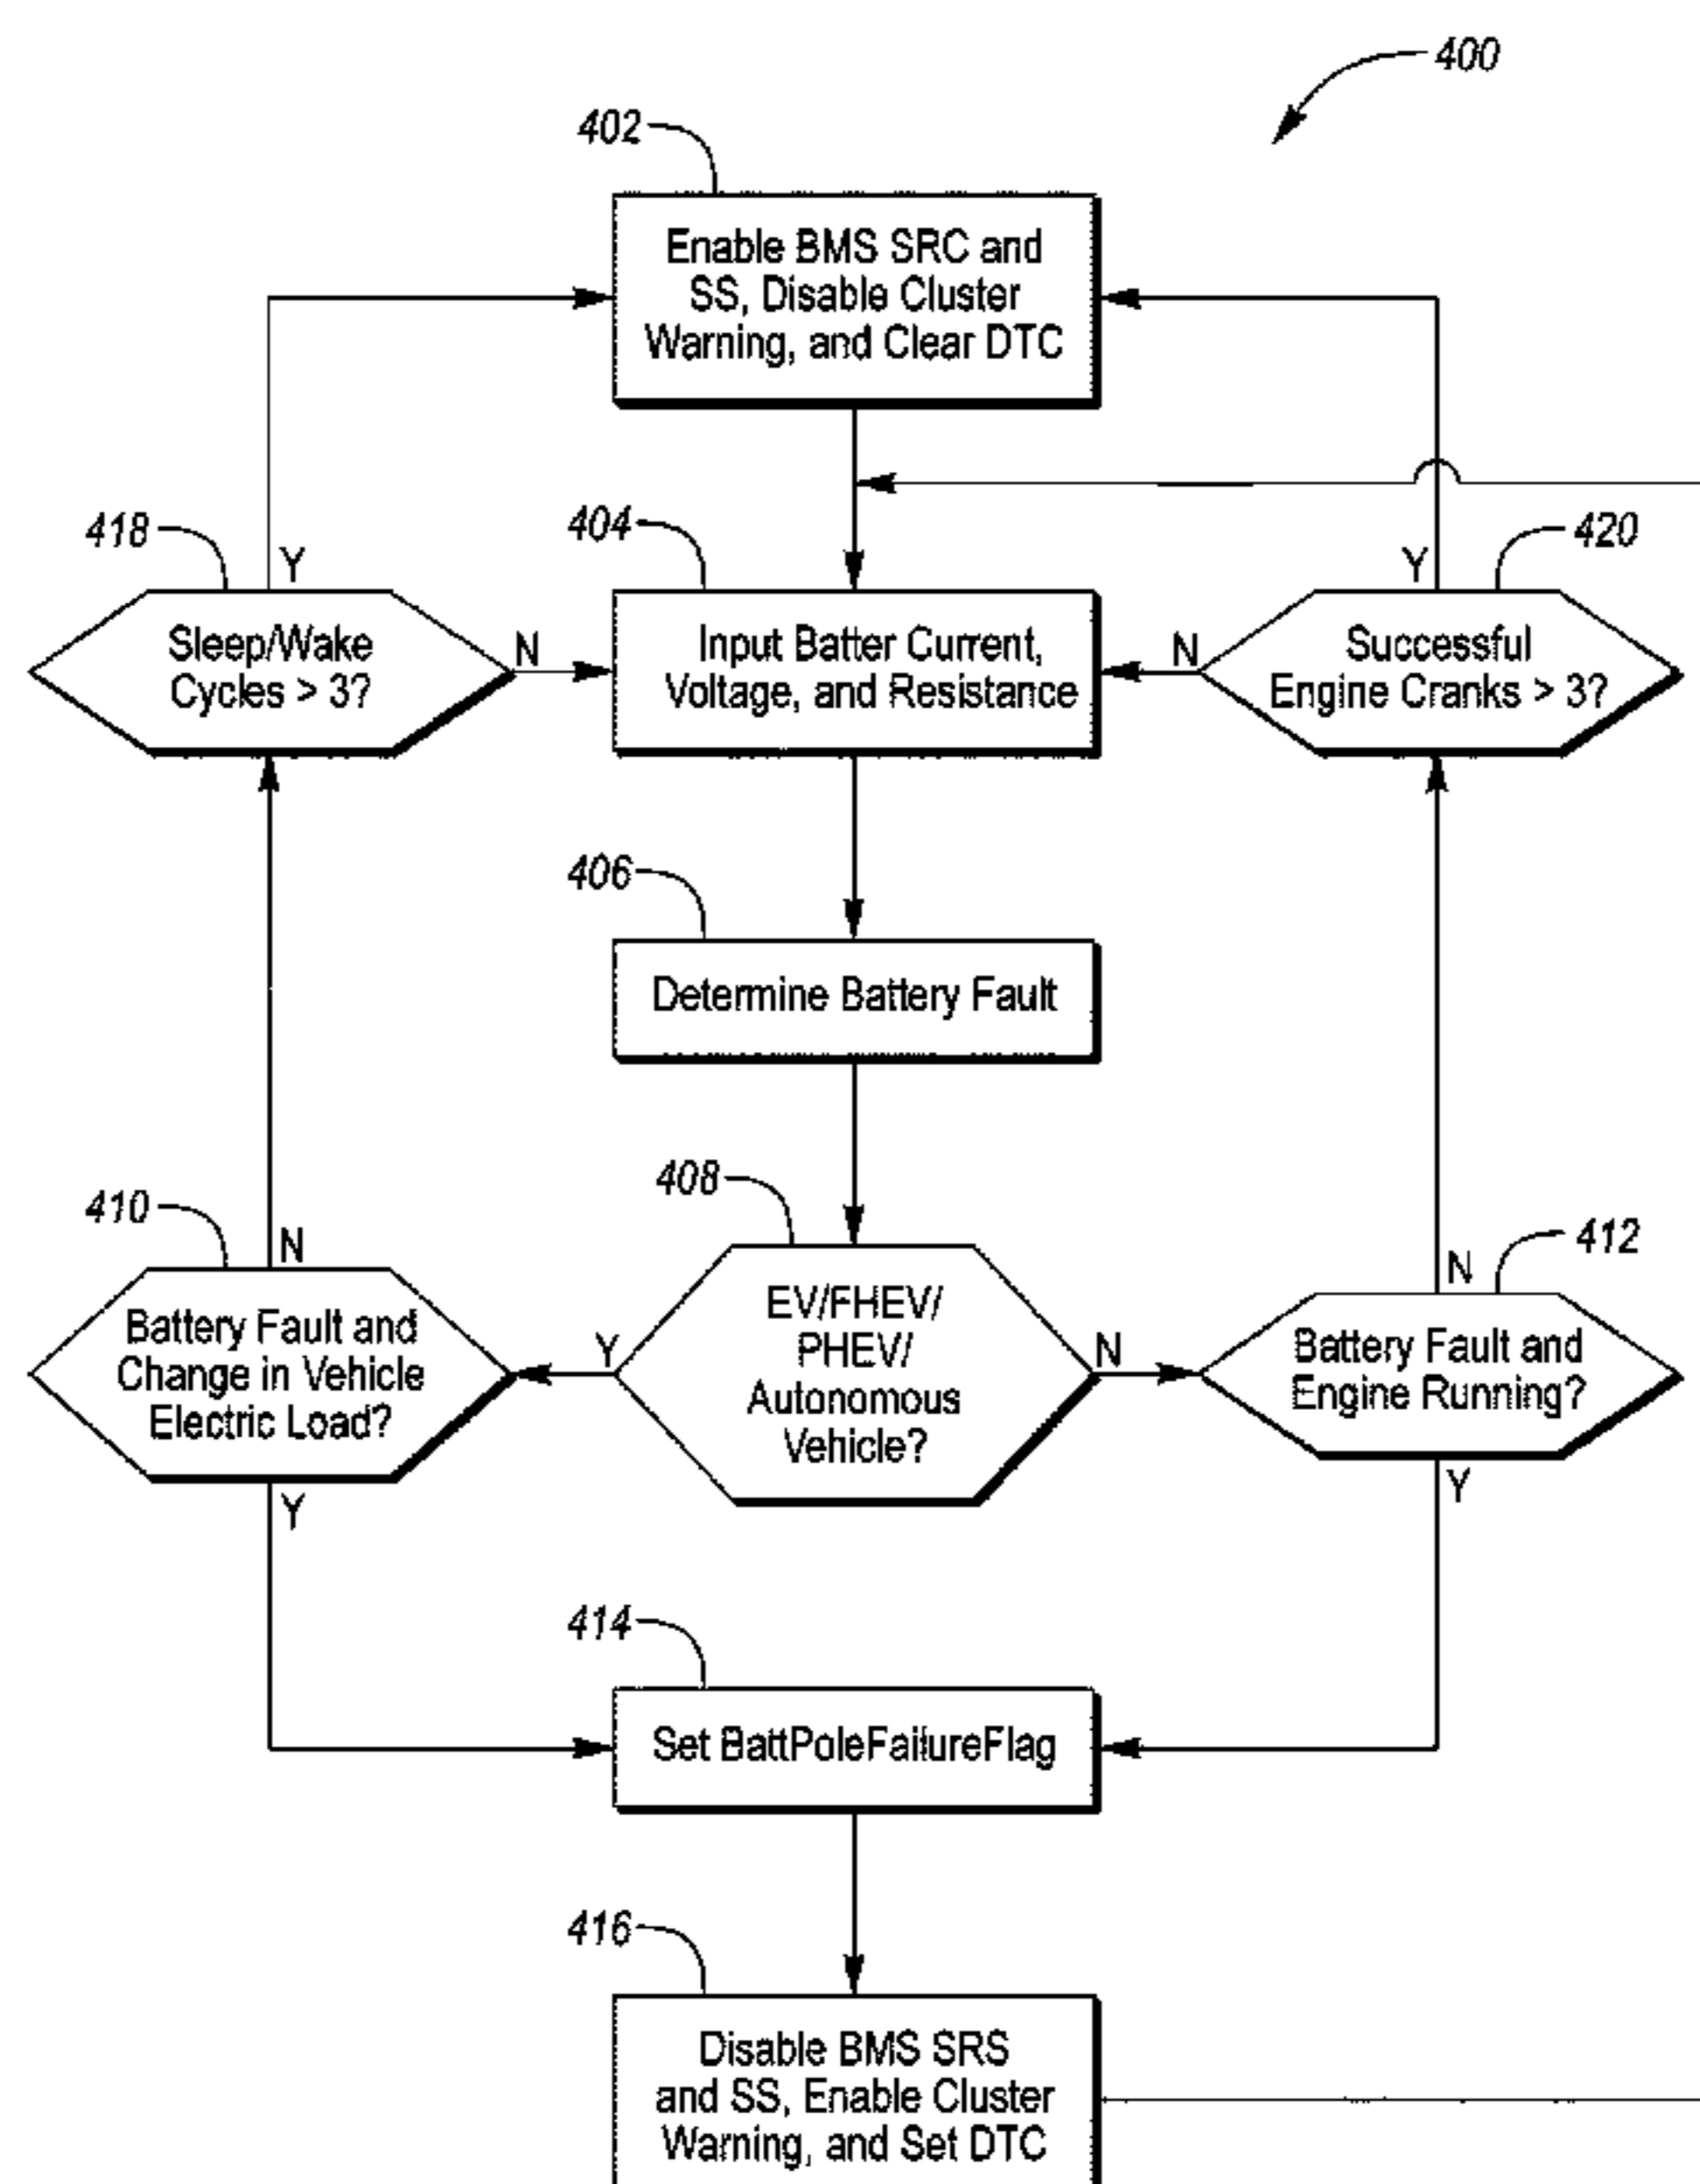 400
402
Enable BMS SRC and
SS, Disable Cluster
Warning, and Clear DTC
418
Y
Sleep/Wake
Cycles > 3?
N
404
Input Batter Current,
Voltage, and Resistance
420
Y
Successful
Engine Cranks > 3?
N
406
Determine Battery Fault
408
EV/FHEV/
PHEV/
Autonomous
Vehicle?
Y
N
410
N
Battery Fault and
Change in Vehicle
Electric Load?
Y
412
N
Battery Fault and
Engine Running?
Y
414
Set BattPoleFailureFlag
416
Disable BMS SRS
and SS, Enable Cluster
Warning, and Set DTC